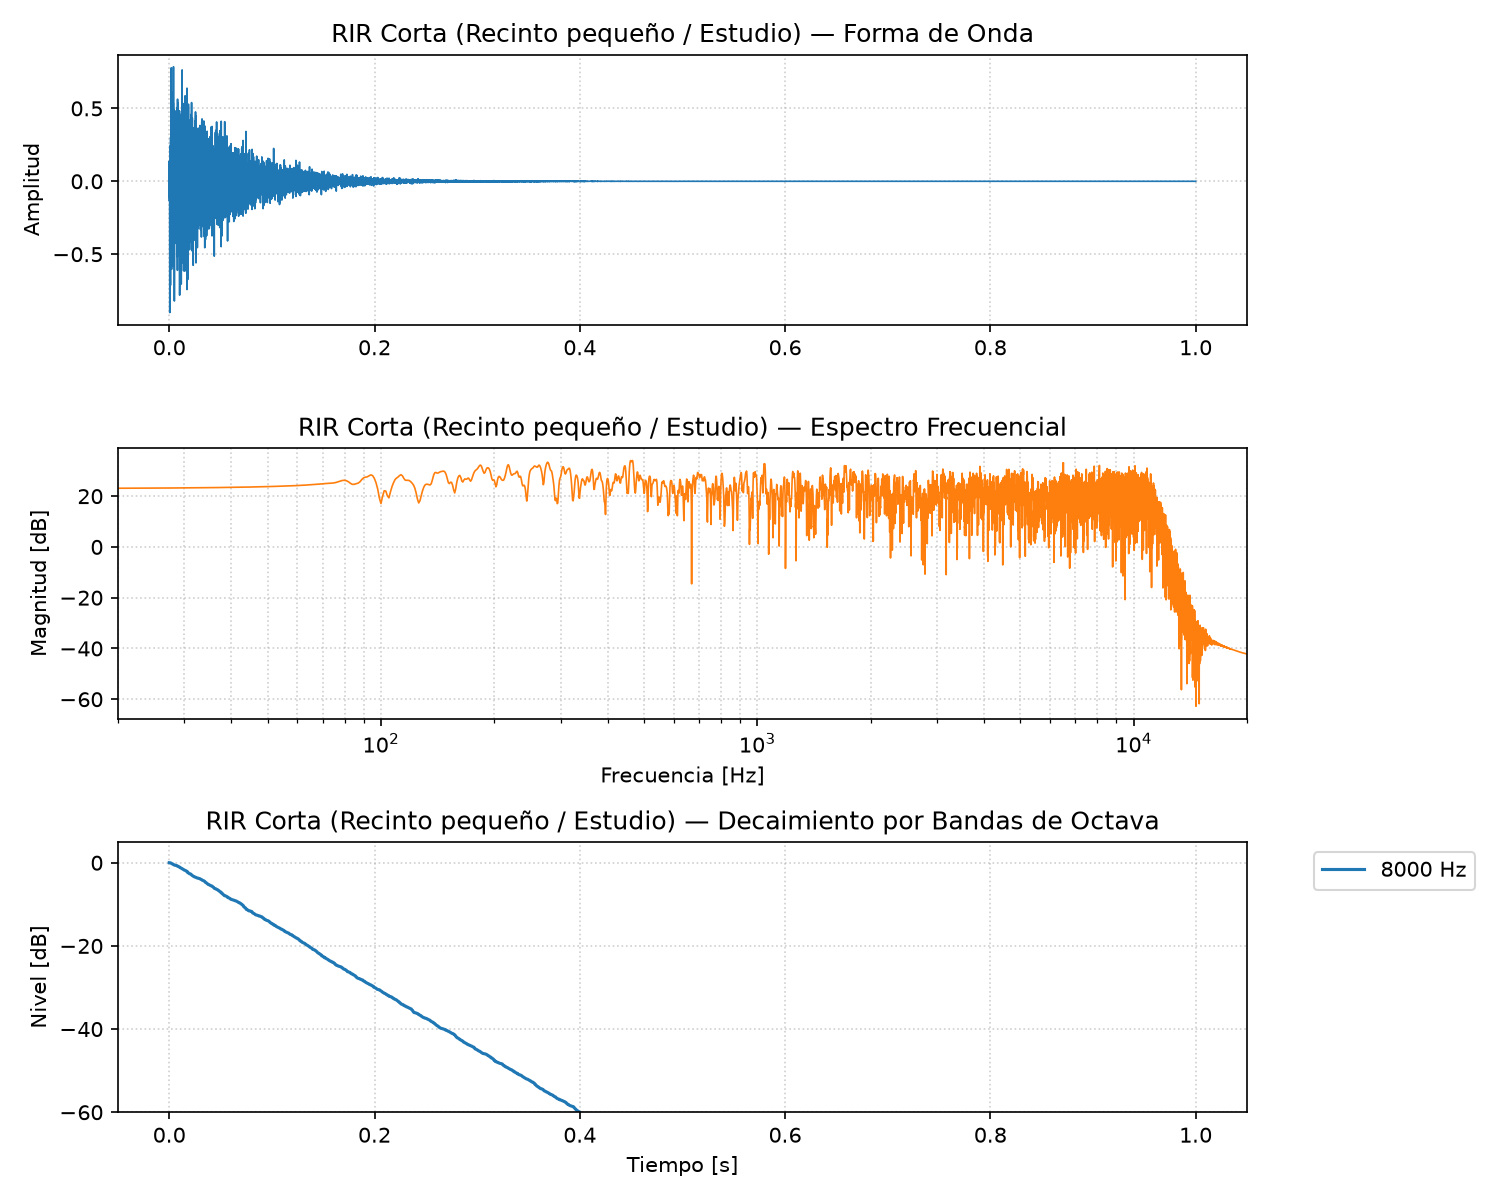 RIR Corta (Recinto pequeño / Estudio) — Forma de Onda
Amplitud
0.5
0.0
−0.5
0.0 0.2 0.4 0.6 0.8 1.0
RIR Corta (Recinto pequeño / Estudio) — Espectro Frecuencial
Magnitud [dB]
20
0
−20
−40
−60
10² 10³ 10⁴
Frecuencia [Hz]
RIR Corta (Recinto pequeño / Estudio) — Decaimiento por Bandas de Octava
8000 Hz
Nivel [dB]
0
−20
−40
−60
0.0 0.2 0.4 0.6 0.8 1.0
Tiempo [s]